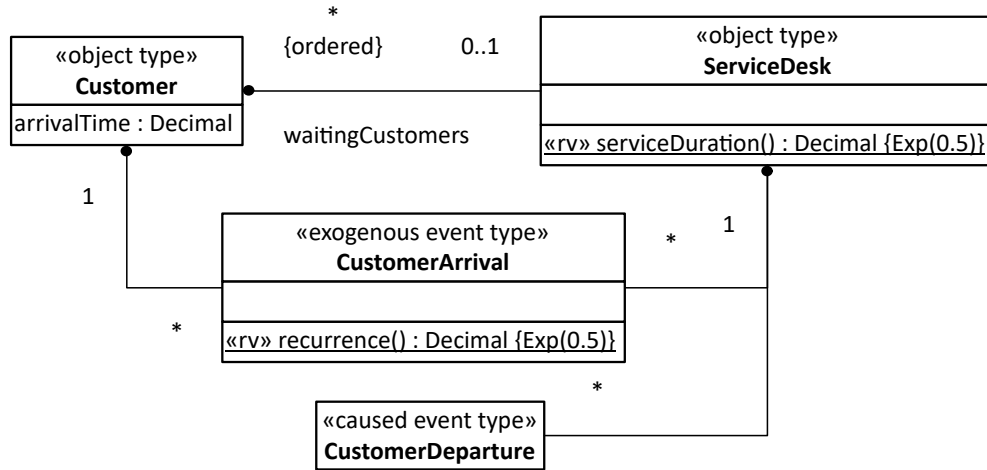 *
{ordered}
0..1
«object type»
Customer
arrivalTime : Decimal
waitingCustomers
«object type»
ServiceDesk
«rv» serviceDuration() : Decimal {Exp(0.5)}
1
*
«exogenous event type»
CustomerArrival
«rv» recurrence() : Decimal {Exp(0.5)}
*
1
*
«caused event type»
CustomerDeparture